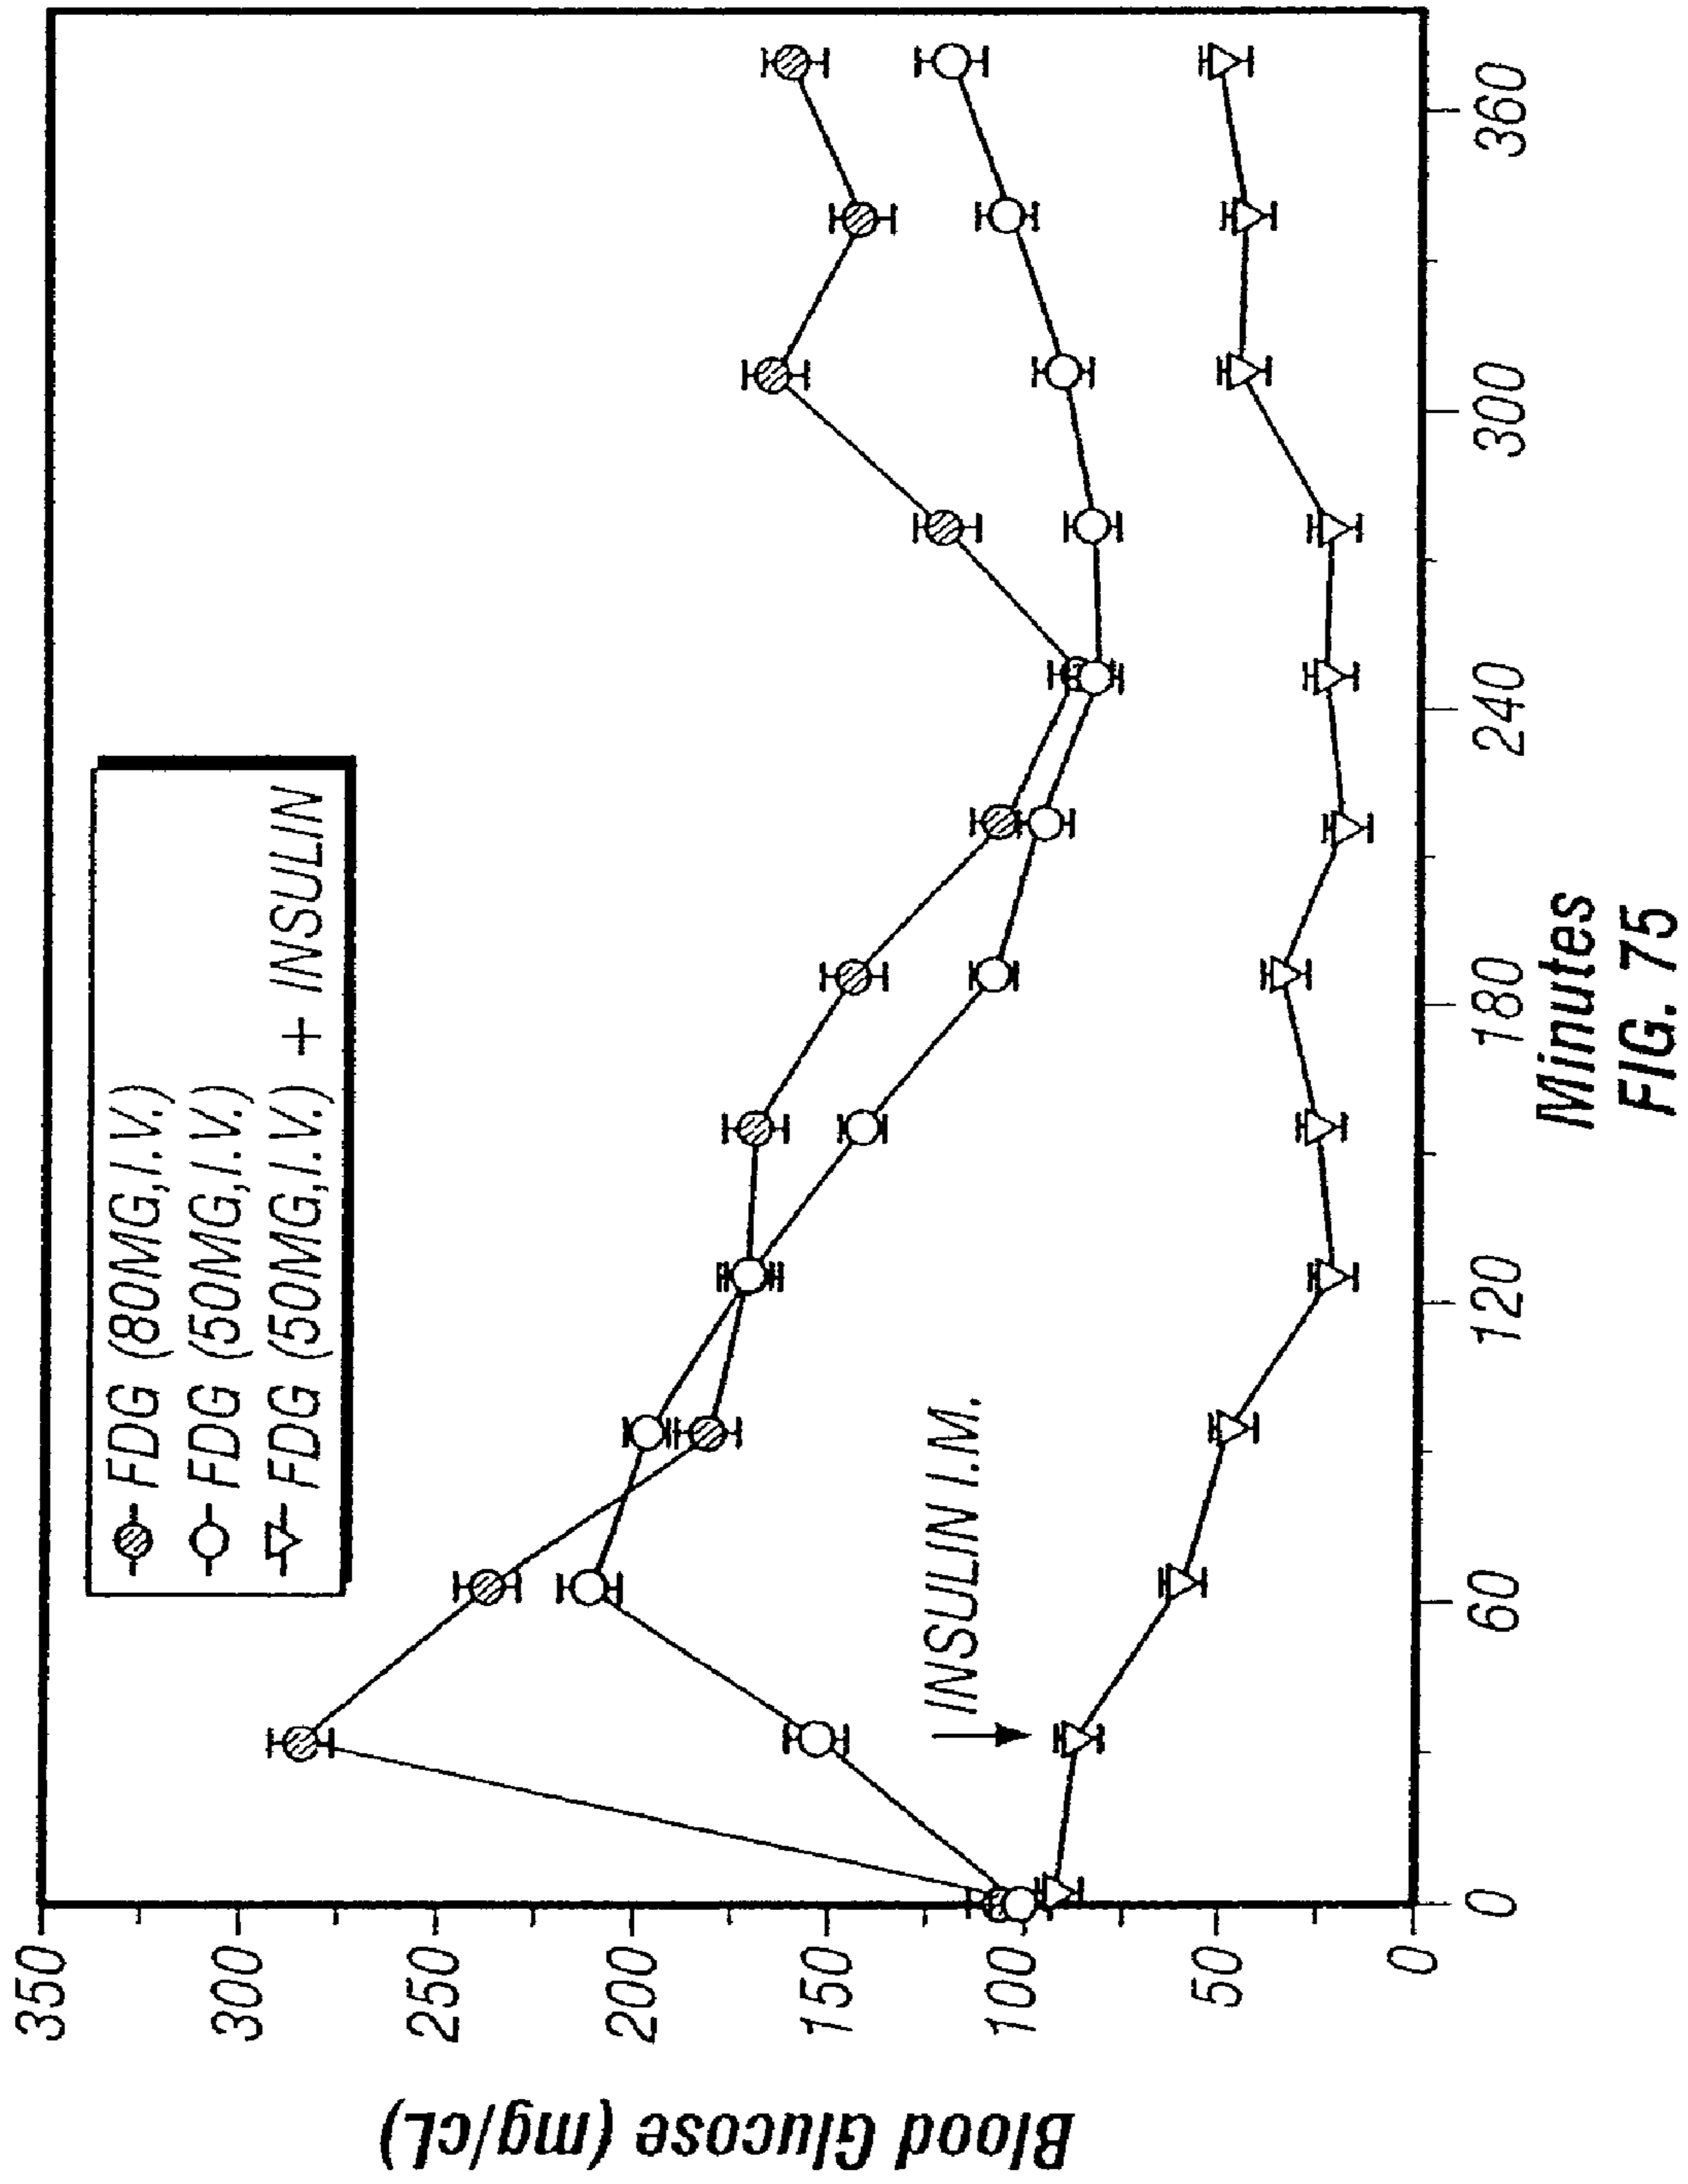 Blood Glucose (mg/cL)
350
300
250
200
150
100
50
0
FDG (80MG,I.V.)
FDG (50MG,I.V.)
FDG (50MG,I.V.) + INSULIN
INSULIN I.M.
0 60 120 180 240 300 360
Minutes
FIG. 75